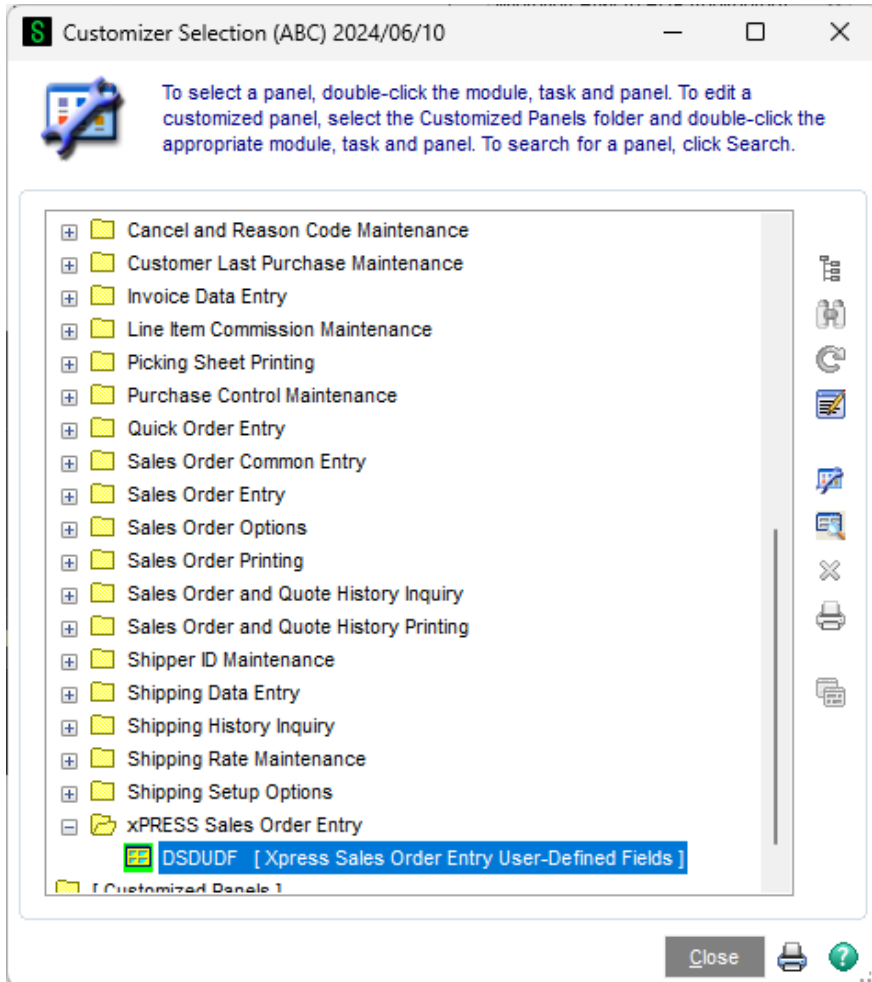 S Customizer Selection (ABC) 2024/06/10
To select a panel, double-click the module, task and panel. To edit a
customized panel, select the Customized Panels folder and double-click the
appropriate module, task and panel. To search for a panel, click Search.
Cancel and Reason Code Maintenance
Customer Last Purchase Maintenance
Invoice Data Entry
Line Item Commission Maintenance
Picking Sheet Printing
Purchase Control Maintenance
Quick Order Entry
Sales Order Common Entry
Sales Order Entry
Sales Order Options
Sales Order Printing
Sales Order and Quote History Inquiry
Sales Order and Quote History Printing
Shipper ID Maintenance
Shipping Data Entry
Shipping History Inquiry
Shipping Rate Maintenance
Shipping Setup Options
xPRESS Sales Order Entry
DSDUDF [ Xpress Sales Order Entry User-Defined Fields ]
[ Customized Panels ]
Close